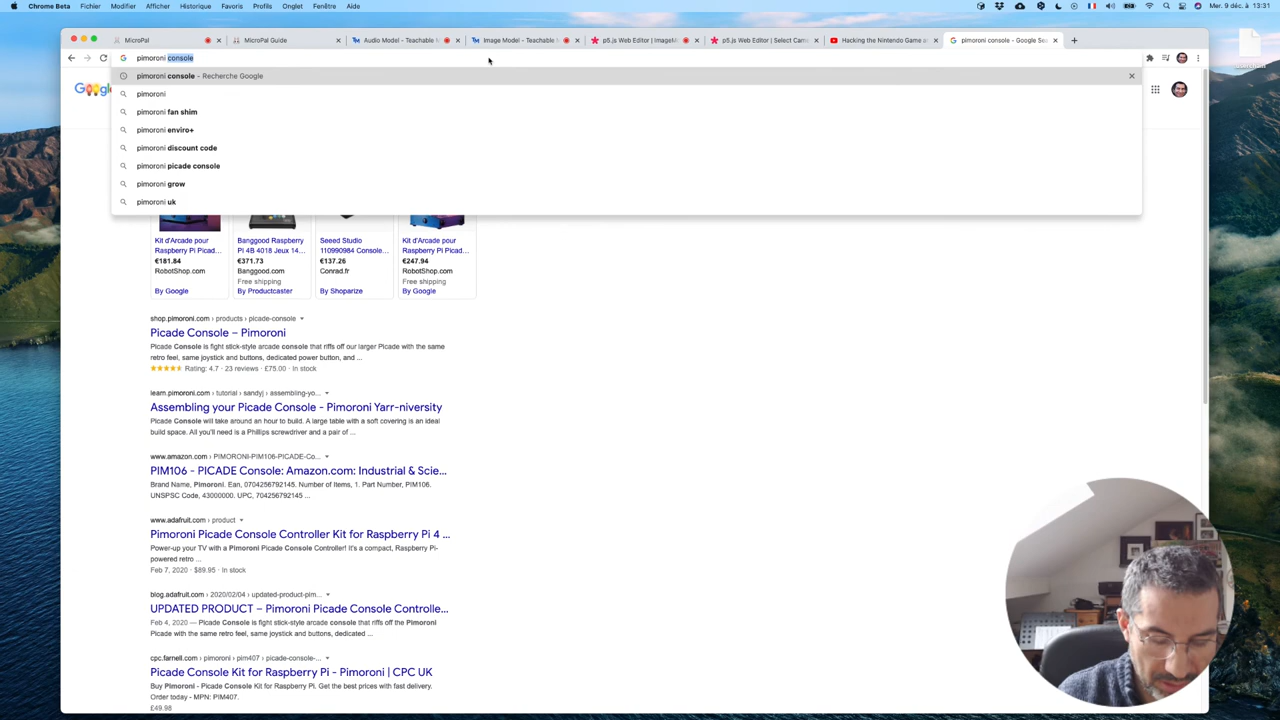 Chrome Beta Fichier Modifier Afficher Historique Favoris Profils Onglet Fenêtre Aide Mer. 9 déc. à 13:31
MicroPal MicroPal Guide Audio Model - Teachable M Image Model - Teachable p5.js Web Editor | ImageM p5.js Web Editor | Select Came Hacking the Nintendo Game a pimoroni console - Google Sea
pimoroni console
pimoroni console - Recherche Google
pimoroni
pimoroni fan shim
pimoroni enviro+
pimoroni discount code
pimoroni picade console
pimoroni grow
pimoroni uk
Kit d'Arcade pour Banggood Raspberry Seeed Studio Kit d'Arcade pour
Raspberry Pi Picad... Pi 4B 4018 Jeux 14... 110990984 Console... Raspberry Pi Picad...
€181.84 €371.73 €137.26 €247.94
RobotShop.com Banggood.com Conrad.fr RobotShop.com
Free shipping Free shipping
By Google By Productcaster By Shoparize By Google
shop.pimoroni.com › products › picade-console
Picade Console – Pimoroni
Picade Console is fight stick-style arcade console that riffs off our larger Picade with the same
retro feel, same joystick and buttons, dedicated power button, and ...
Rating: 4.7 · 23 reviews · £75.00 · In stock
learn.pimoroni.com › tutorial › sandyj › assembling-yo...
Assembling your Picade Console - Pimoroni Yarr-niversity
Picade Console will take around an hour to build. A large table with a soft covering is an ideal
build space. All you'll need is a Phillips screwdriver and a pair of ...
www.amazon.com › PIMORONI-PIM106-PICADE-Co...
PIM106 - PICADE Console: Amazon.com: Industrial & Scie...
Brand Name, Pimoroni. Ean, 0704256792145. Number of Items, 1. Part Number, PIM106.
UNSPSC Code, 43000000. UPC, 704256792145 ...
www.adafruit.com › product
Pimoroni Picade Console Controller Kit for Raspberry Pi 4 ...
Power-up your TV with a Pimoroni Picade Console Controller! It's a compact, Raspberry Pi-
powered retro ...
Feb 7, 2020 · $89.95 · In stock
blog.adafruit.com › 2020/02/04 › updated-product-pim...
UPDATED PRODUCT – Pimoroni Picade Console Controlle...
Feb 4, 2020 — Picade Console is fight stick-style arcade console that riffs off the Pimoroni
Picade with the same retro feel, same joystick and buttons, dedicated ...
cpc.farnell.com › pimoroni › pim407 › picade-console-...
Picade Console Kit for Raspberry Pi - Pimoroni | CPC UK
Buy Pimoroni - Picade Console Kit for Raspberry Pi. Get the best prices with fast delivery.
Order today - MPN: PIM407.
£49.98